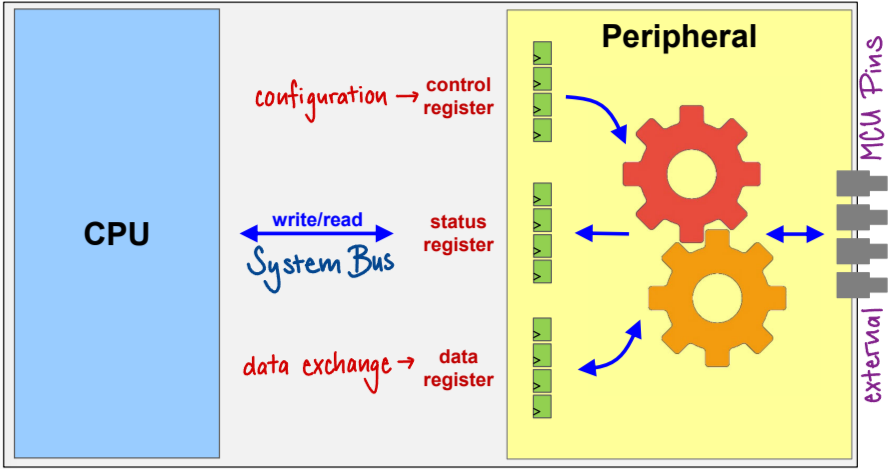 Peripheral
configuration → control
register
CPU
write/read
System Bus
status
register
data exchange → data
register
MCU Pins
external